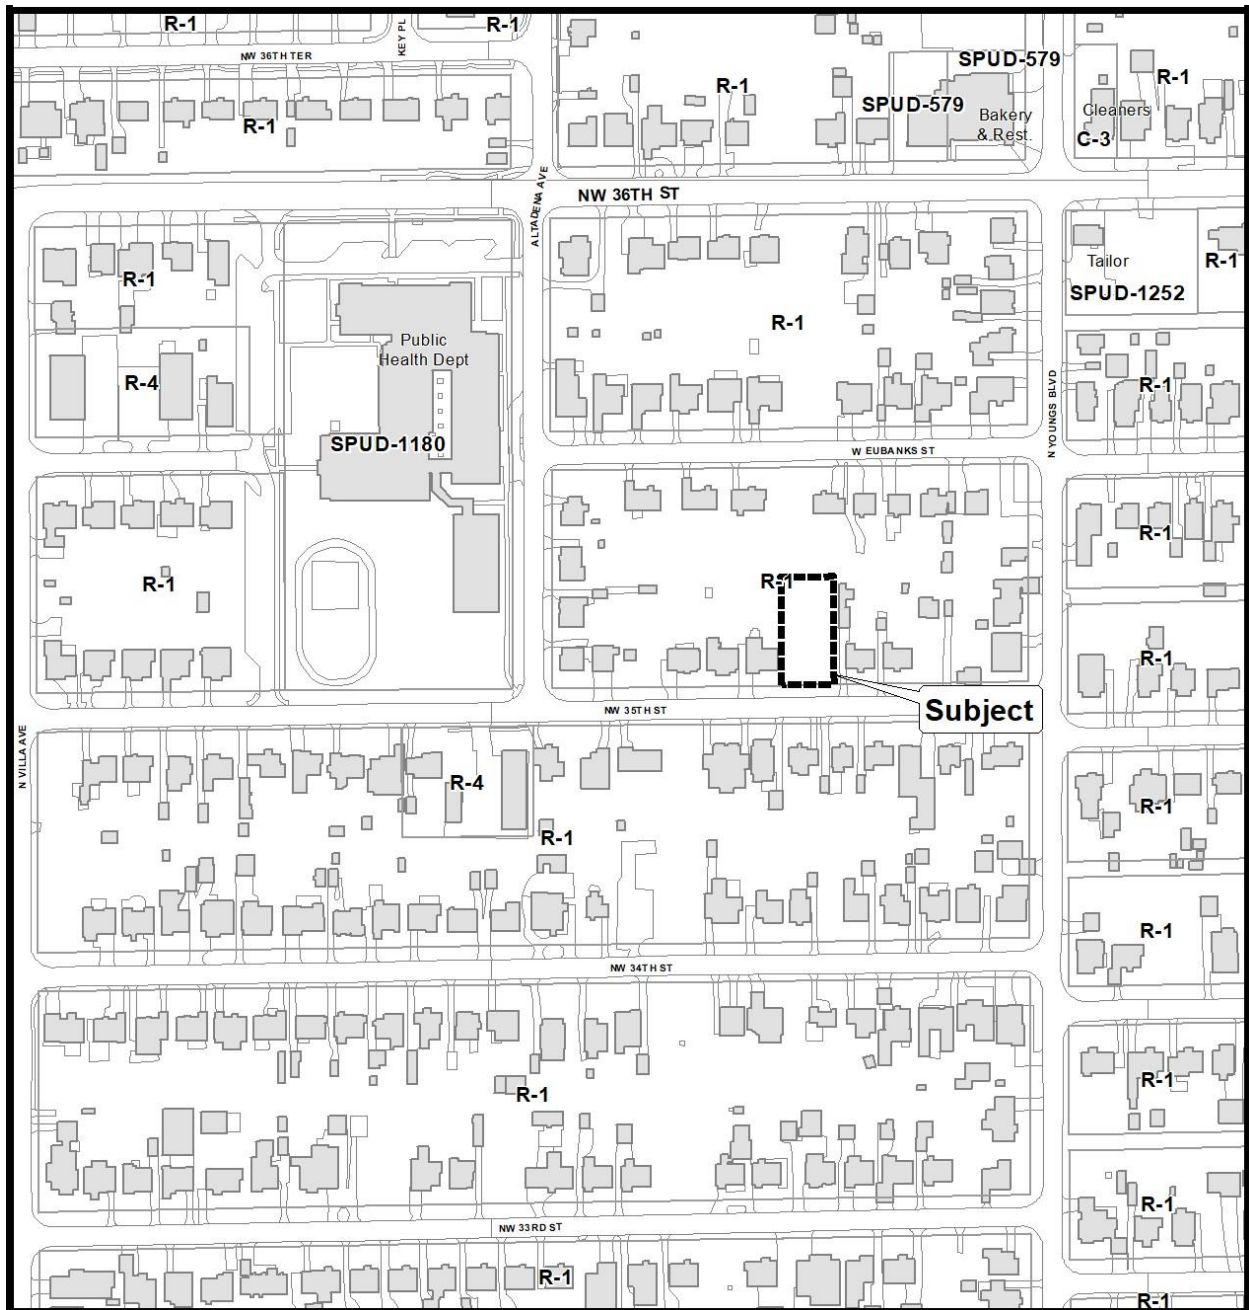 R-1
R-1
KEY PL
NW 36TH TER
SPUD-579
R-1
R-1
SPUD-579
Cleaners
R-1
Bakery
& Rest.
C-3
ALTADENA AVE
NW 36TH ST
Tailor
R-1
R-1
SPUD-1252
R-1
Public
Health Dept
R-4
R-1
N YOUNGS BLVD
SPUD-1180
W EUBANKS ST
R-1
R-1
R-1
R-1
NW 35TH ST
Subject
N VILLA AVE
R-4
R-1
R-1
R-1
NW 34TH ST
R-1
R-1
R-1
NW 33RD ST
R-1
R-1